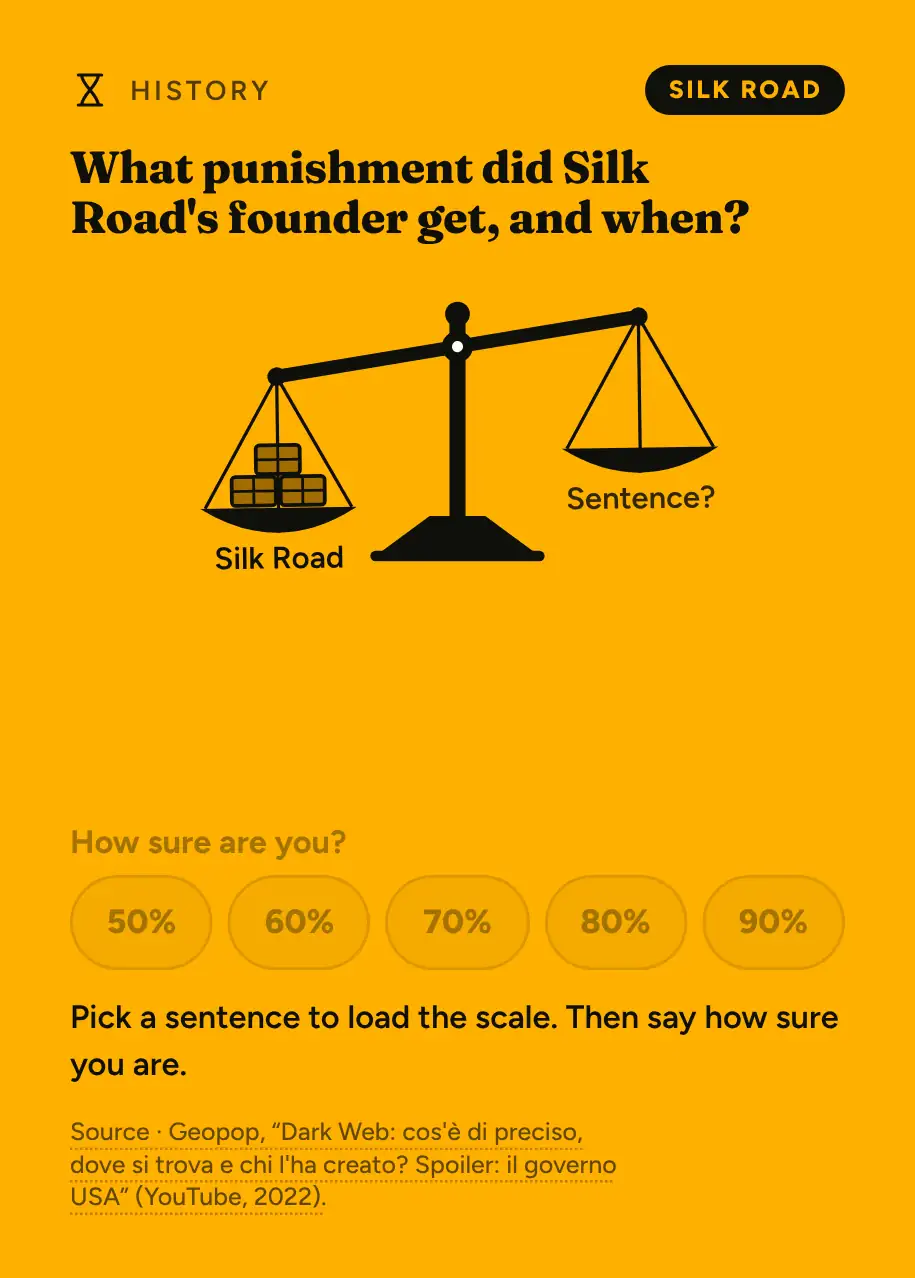 HISTORY
SILK ROAD
What punishment did Silk
Road's founder get, and when?
Sentence?
Silk Road
How sure are you?
50% 60% 70% 80% 90%
Pick a sentence to load the scale. Then say how sure
you are.
Source · Geopop, “Dark Web: cos'è di preciso,
dove si trova e chi l'ha creato? Spoiler: il governo
USA” (YouTube, 2022).